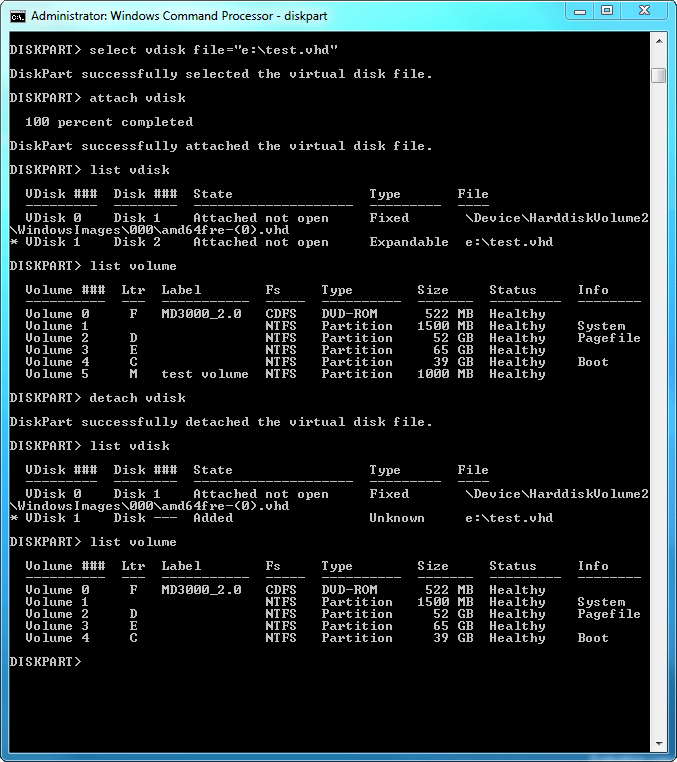 Administrator: Windows Command Processor - diskpart
DISKPART> select vdisk file="e:\test.vhd"
DiskPart successfully selected the virtual disk file.
DISKPART> attach vdisk
  100 percent completed
DiskPart successfully attached the virtual disk file.
DISKPART> list vdisk
  VDisk ###  Disk ###  State                 Type       File
  ---------  --------  --------------------  ---------  ----
  VDisk 0    Disk 1    Attached not open     Fixed       \Device\HarddiskVolume2
\WindowsImages\000\amd64fre-(0).vhd
* VDisk 1    Disk 2    Attached not open     Expandable  e:\test.vhd
DISKPART> list volume
  Volume ###  Ltr  Label        Fs     Type        Size     Status     Info
  ----------  ---  -----------  -----  ----------  -------  ---------  --------
  Volume 0     F   MD3000_2.0   CDFS   DVD-ROM      522 MB  Healthy
  Volume 1                      NTFS   Partition   1500 MB  Healthy    System
  Volume 2     D                NTFS   Partition     52 GB  Healthy    Pagefile
  Volume 3     E                NTFS   Partition     65 GB  Healthy
  Volume 4     C                NTFS   Partition     39 GB  Healthy    Boot
  Volume 5     M   test volume  NTFS   Partition   1000 MB  Healthy
DISKPART> detach vdisk
DiskPart successfully detached the virtual disk file.
DISKPART> list vdisk
  VDisk ###  Disk ###  State                 Type       File
  ---------  --------  --------------------  ---------  ----
  VDisk 0    Disk 1    Attached not open     Fixed       \Device\HarddiskVolume2
\WindowsImages\000\amd64fre-(0).vhd
* VDisk 1    Disk ---  Added                 Unknown     e:\test.vhd
DISKPART> list volume
  Volume ###  Ltr  Label        Fs     Type        Size     Status     Info
  ----------  ---  -----------  -----  ----------  -------  ---------  --------
  Volume 0     F   MD3000_2.0   CDFS   DVD-ROM      522 MB  Healthy
  Volume 1                      NTFS   Partition   1500 MB  Healthy    System
  Volume 2     D                NTFS   Partition     52 GB  Healthy    Pagefile
  Volume 3     E                NTFS   Partition     65 GB  Healthy
  Volume 4     C                NTFS   Partition     39 GB  Healthy    Boot
DISKPART>